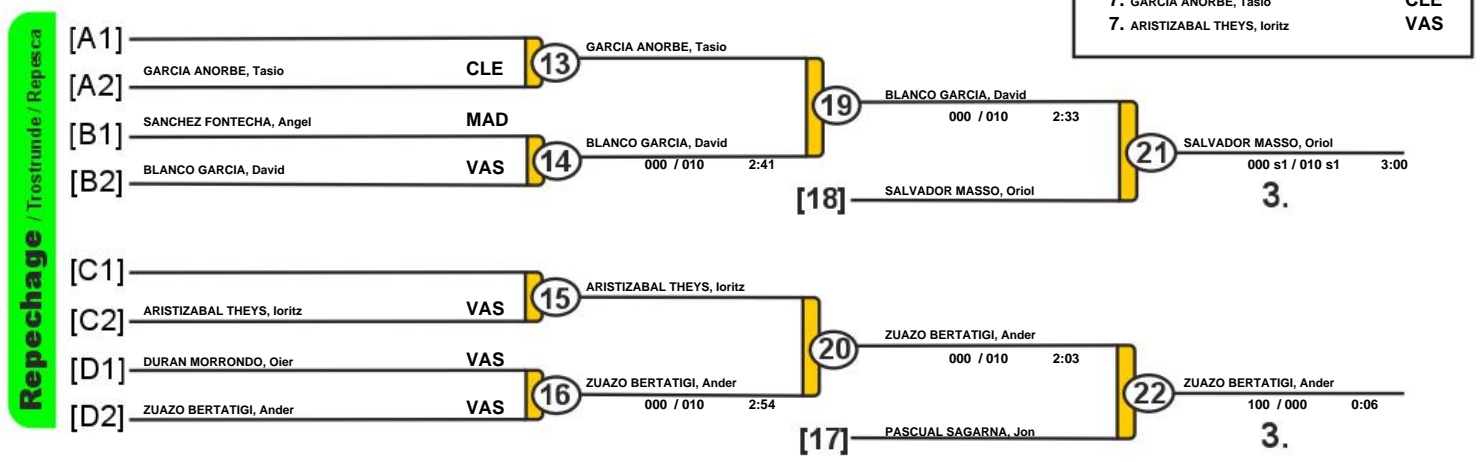 7. GARCIA ANORBE, Tasio CLE
7. ARISTIZABAL THEYS, Ioritz VAS
Repechage / Trostrunde / Repesca
[A1]
[A2] GARCIA ANORBE, Tasio CLE
13 GARCIA ANORBE, Tasio
[B1] SANCHEZ FONTECHA, Angel MAD
[B2] BLANCO GARCIA, David VAS
14 BLANCO GARCIA, David
000 / 010 2:41
19 BLANCO GARCIA, David
000 / 010 2:33
[18] SALVADOR MASSO, Oriol
21 SALVADOR MASSO, Oriol
000 s1 / 010 s1 3:00
3.
[C1]
[C2] ARISTIZABAL THEYS, Ioritz VAS
15 ARISTIZABAL THEYS, Ioritz
[D1] DURAN MORRONDO, Oier VAS
[D2] ZUAZO BERTATIGI, Ander VAS
16 ZUAZO BERTATIGI, Ander
000 / 010 2:54
20 ZUAZO BERTATIGI, Ander
000 / 010 2:03
[17] PASCUAL SAGARNA, Jon
22 ZUAZO BERTATIGI, Ander
100 / 000 0:06
3.